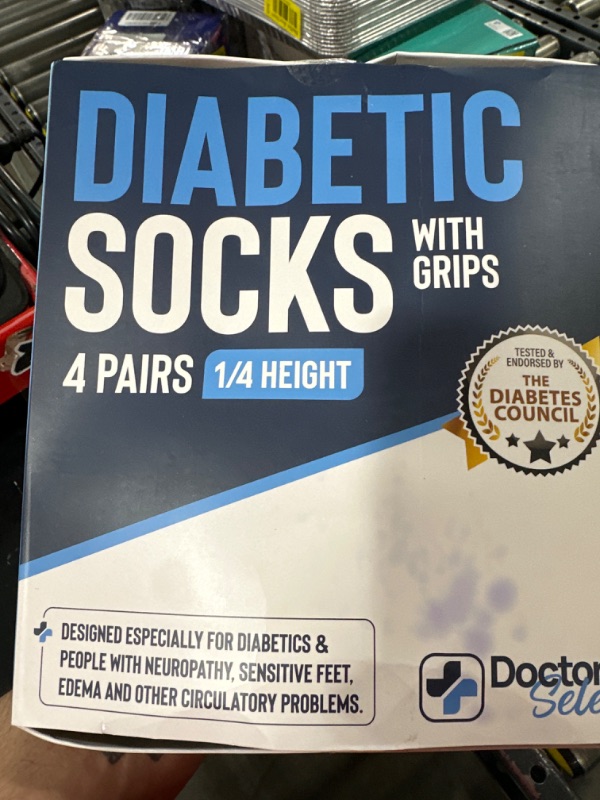 DIABETIC
SOCKS
WITH
GRIPS
4 PAIRS 1/4 HEIGHT
TESTED &
ENDORSED BY
THE
DIABETES
COUNCIL
DESIGNED ESPECIALLY FOR DIABETICS &
PEOPLE WITH NEUROPATHY, SENSITIVE FEET,
EDEMA AND OTHER CIRCULATORY PROBLEMS.
Doctor
Sele